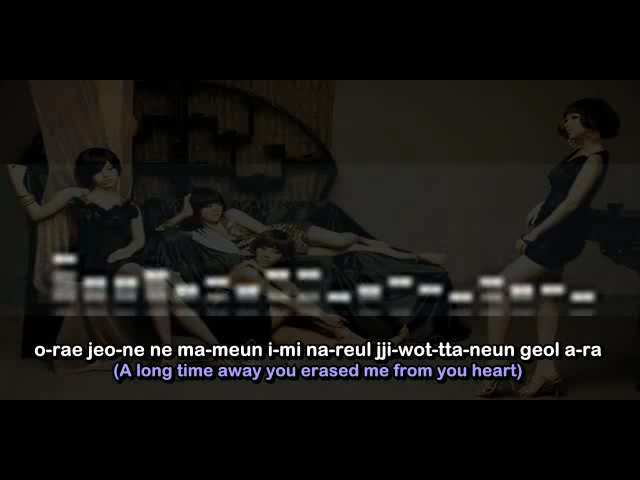 o-rae jeo-ne ne ma-meun i-mi na-reul jji-wot-tta-neun geol a-ra
(A long time away you erased me from you heart)